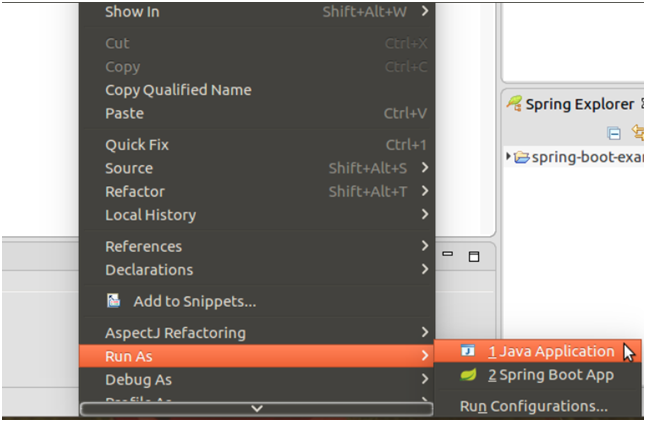 Show In Shift+Alt+W
Cut Ctrl+X
Copy Ctrl+C
Copy Qualified Name
Paste Ctrl+V
Quick Fix Ctrl+1
Source Shift+Alt+S
Refactor Shift+Alt+T
Local History
References
Declarations
Add to Snippets...
AspectJ Refactoring
Run As
Debug As
Profile As
Spring Explorer
spring-boot-exa
1 Java Application
2 Spring Boot App
Run Configurations...